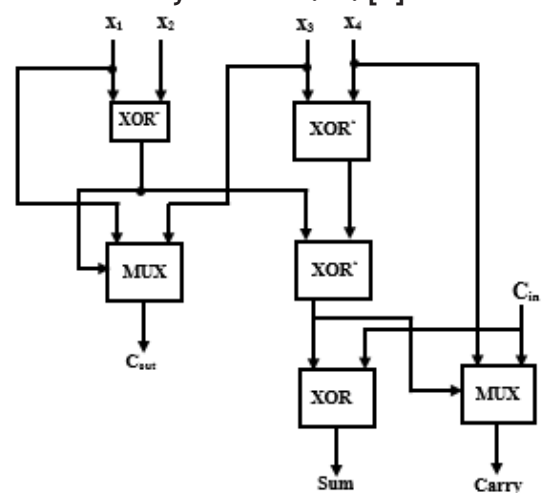 x₁ x₂ x₃ x₄
XOR* XOR*
MUX XOR*
Cᵢₙ
Cₒᵤₜ
XOR MUX
Sum Carry